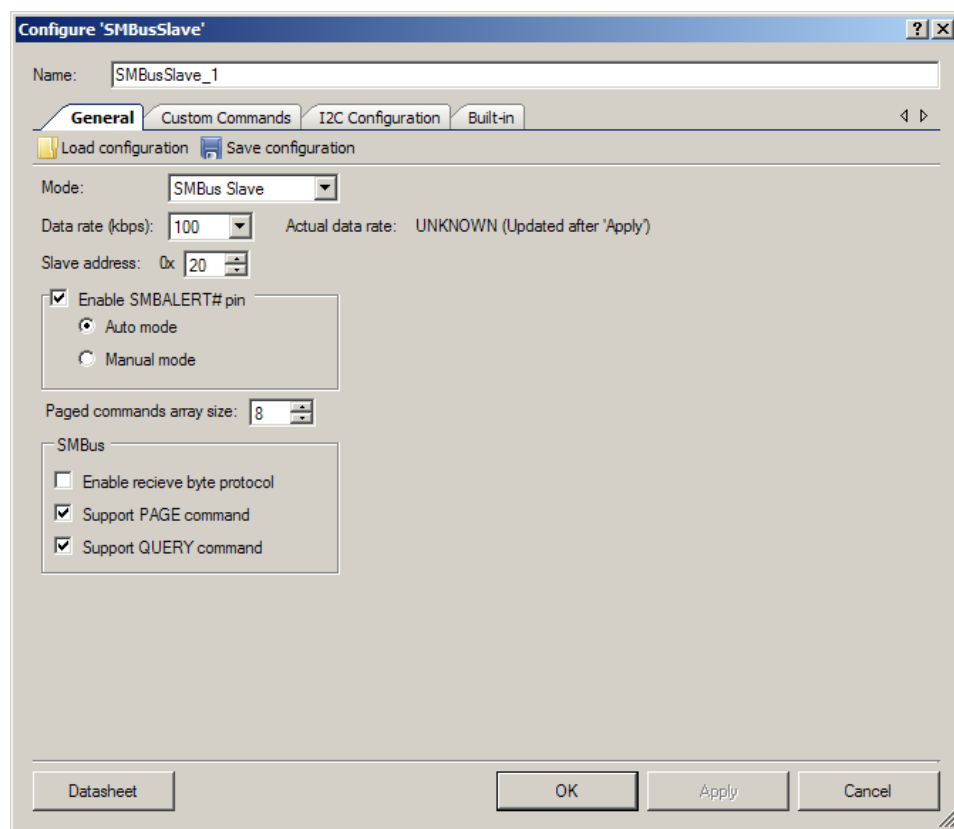 Configure 'SMBusSlave'
Name: SMBusSlave_1
General Custom Commands I2C Configuration Built-in
Load configuration Save configuration
Mode: SMBus Slave
Data rate (kbps): 100 Actual data rate: UNKNOWN (Updated after 'Apply')
Slave address: 0x 20
Enable SMBALERT# pin
Auto mode
Manual mode
Paged commands array size: 8
SMBus
Enable recieve byte protocol
Support PAGE command
Support QUERY command
Datasheet OK Apply Cancel